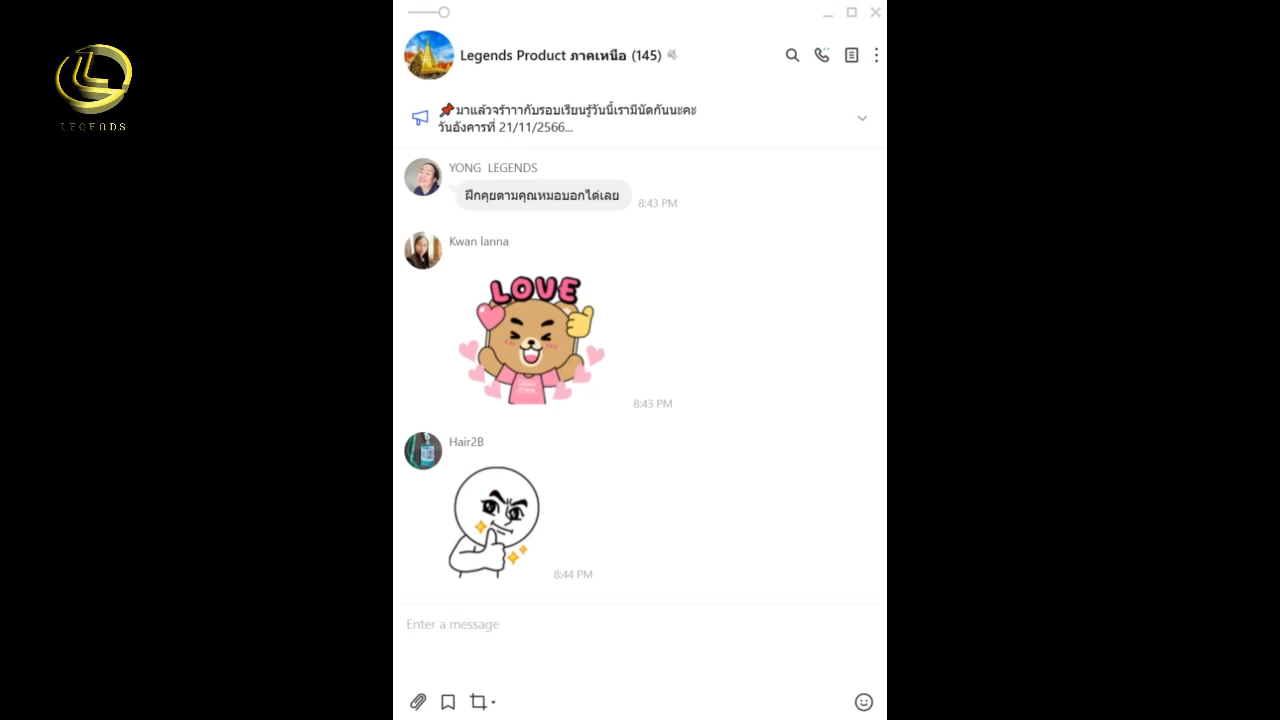 LEGENDS
Legends Product ภาคเหนือ (145)
มาแล้วจร้าาากับรอบเรียนรู้วันนี้เรามีนัดกันนะคะ
วันอังคารที่ 21/11/2566...
YONG LEGENDS
ฝึกคุยตามคุณหมอบอกได้เลย
8:43 PM
Kwan lanna
LOVE
8:43 PM
Hair2B
8:44 PM
Enter a message